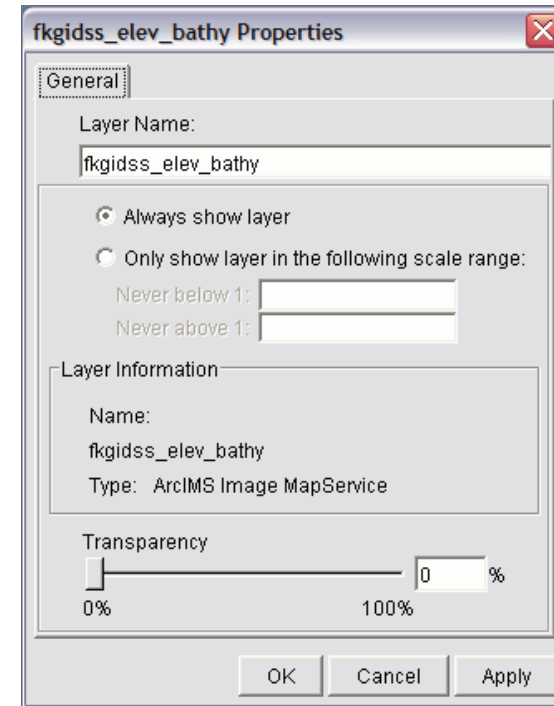 fkgidss_elev_bathy Properties
General
Layer Name:
fkgidss_elev_bathy
Always show layer
Only show layer in the following scale range:
Never below 1:
Never above 1:
Layer Information
Name:
fkgidss_elev_bathy
Type: ArcIMS Image MapService
Transparency
0 %
0% 100%
OK Cancel Apply